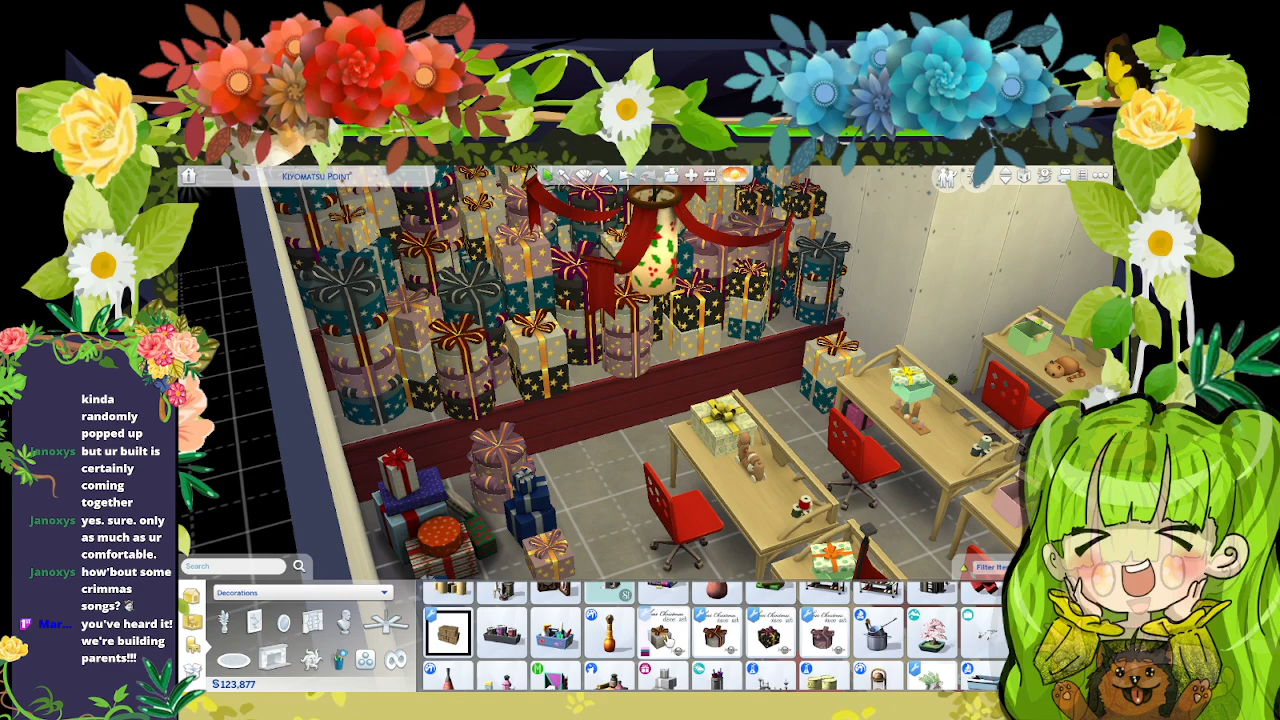 KIYOMATSU POINT
kinda
randomly
popped up
Janoxys but ur built is
certainly
coming
together
Janoxys yes. sure. only
as much as ur
comfortable.
Janoxys how'bout some
crimmas
songs?
Mar... you've heard it!
we're building
parents!!!
Search
Filter Ite
Decorations
$123,877